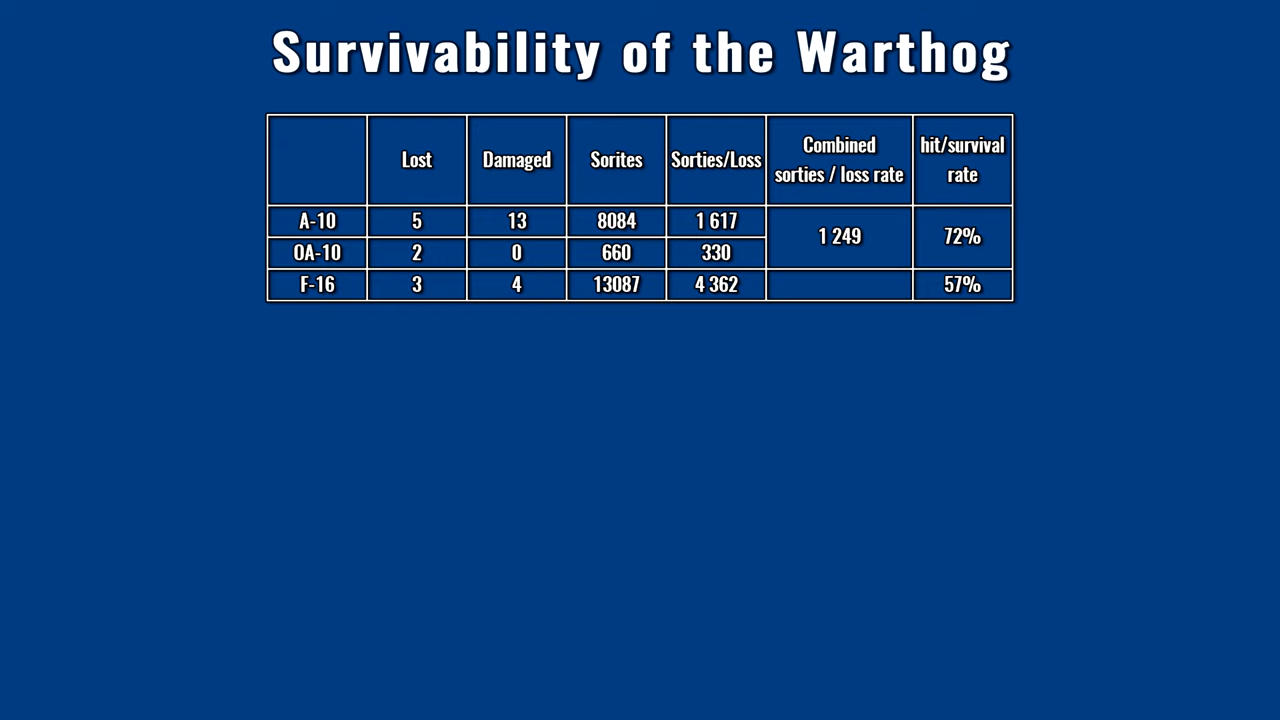 Survivability of the Warthog
Lost Damaged Sorites Sorties/Loss Combined sorties / loss rate hit/survival rate
A-10 5 13 8084 1 617 1 249 72%
OA-10 2 0 660 330
F-16 3 4 13087 4 362 57%